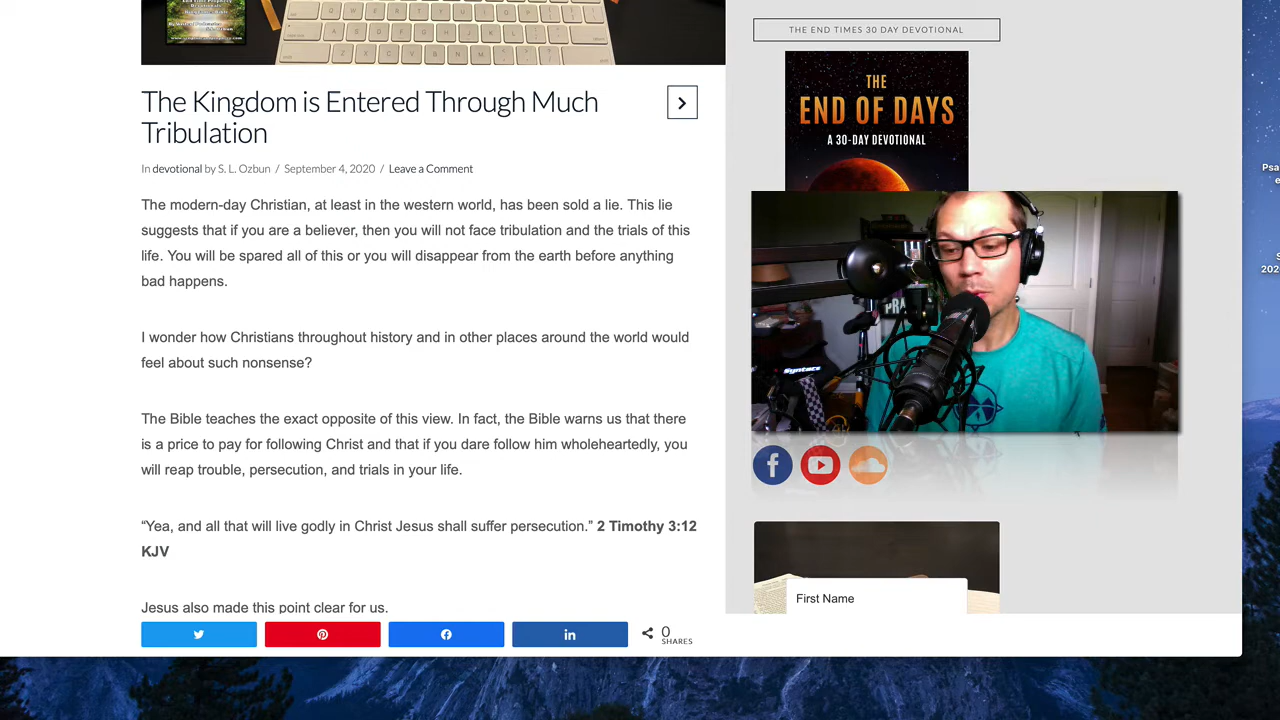 THE END TIMES 30 DAY DEVOTIONAL
THE
END OF DAYS
A 30-DAY DEVOTIONAL
The Kingdom is Entered Through Much
Tribulation
In devotional by S. L. Ozbun / September 4, 2020 / Leave a Comment
The modern-day Christian, at least in the western world, has been sold a lie. This lie
suggests that if you are a believer, then you will not face tribulation and the trials of this
life. You will be spared all of this or you will disappear from the earth before anything
bad happens.
I wonder how Christians throughout history and in other places around the world would
feel about such nonsense?
The Bible teaches the exact opposite of this view. In fact, the Bible warns us that there
is a price to pay for following Christ and that if you dare follow him wholeheartedly, you
will reap trouble, persecution, and trials in your life.
“Yea, and all that will live godly in Christ Jesus shall suffer persecution.” 2 Timothy 3:12
KJV
Jesus also made this point clear for us.
0
SHARES
PRA
First Name
Psa
S
202